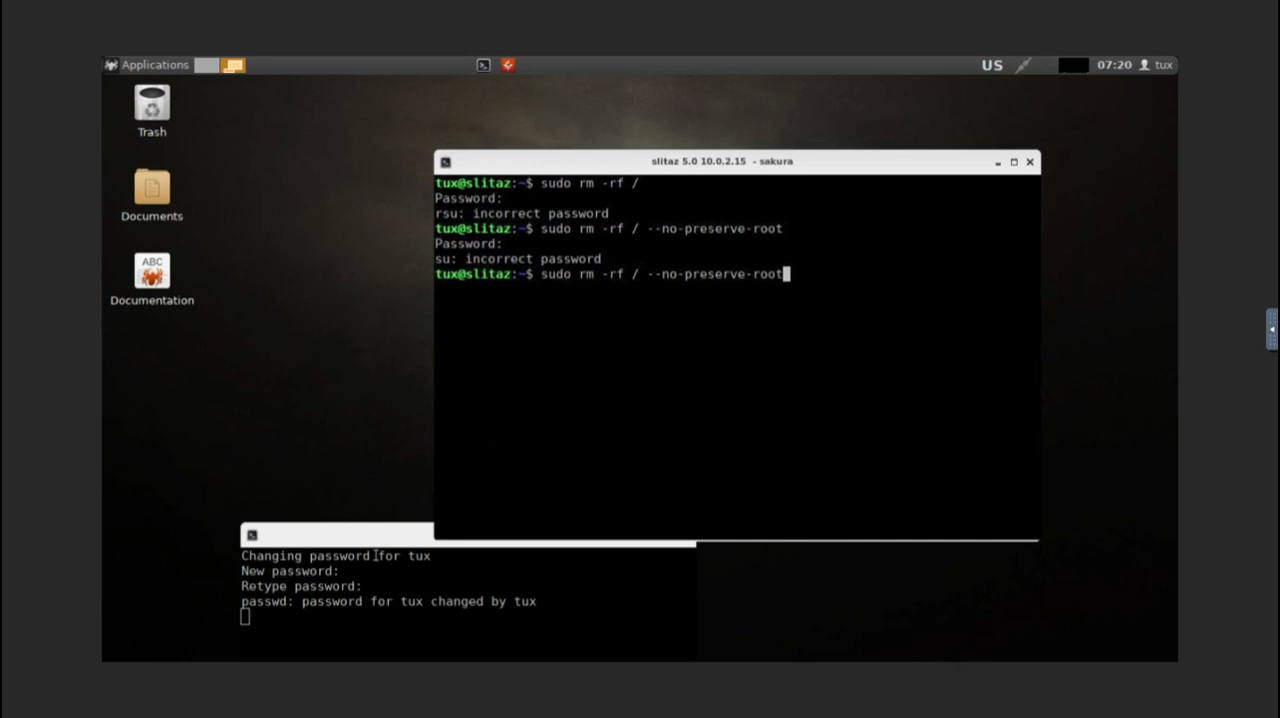 Applications
US
07:20
tux
Trash
Documents
ABC
Documentation
slitaz 5.0 10.0.2.15 - sakura
tux@slitaz:~$ sudo rm -rf /
Password:
rsu: incorrect password
tux@slitaz:~$ sudo rm -rf / --no-preserve-root
Password:
su: incorrect password
tux@slitaz:~$ sudo rm -rf / --no-preserve-root
Changing password for tux
New password:
Retype password:
passwd: password for tux changed by tux